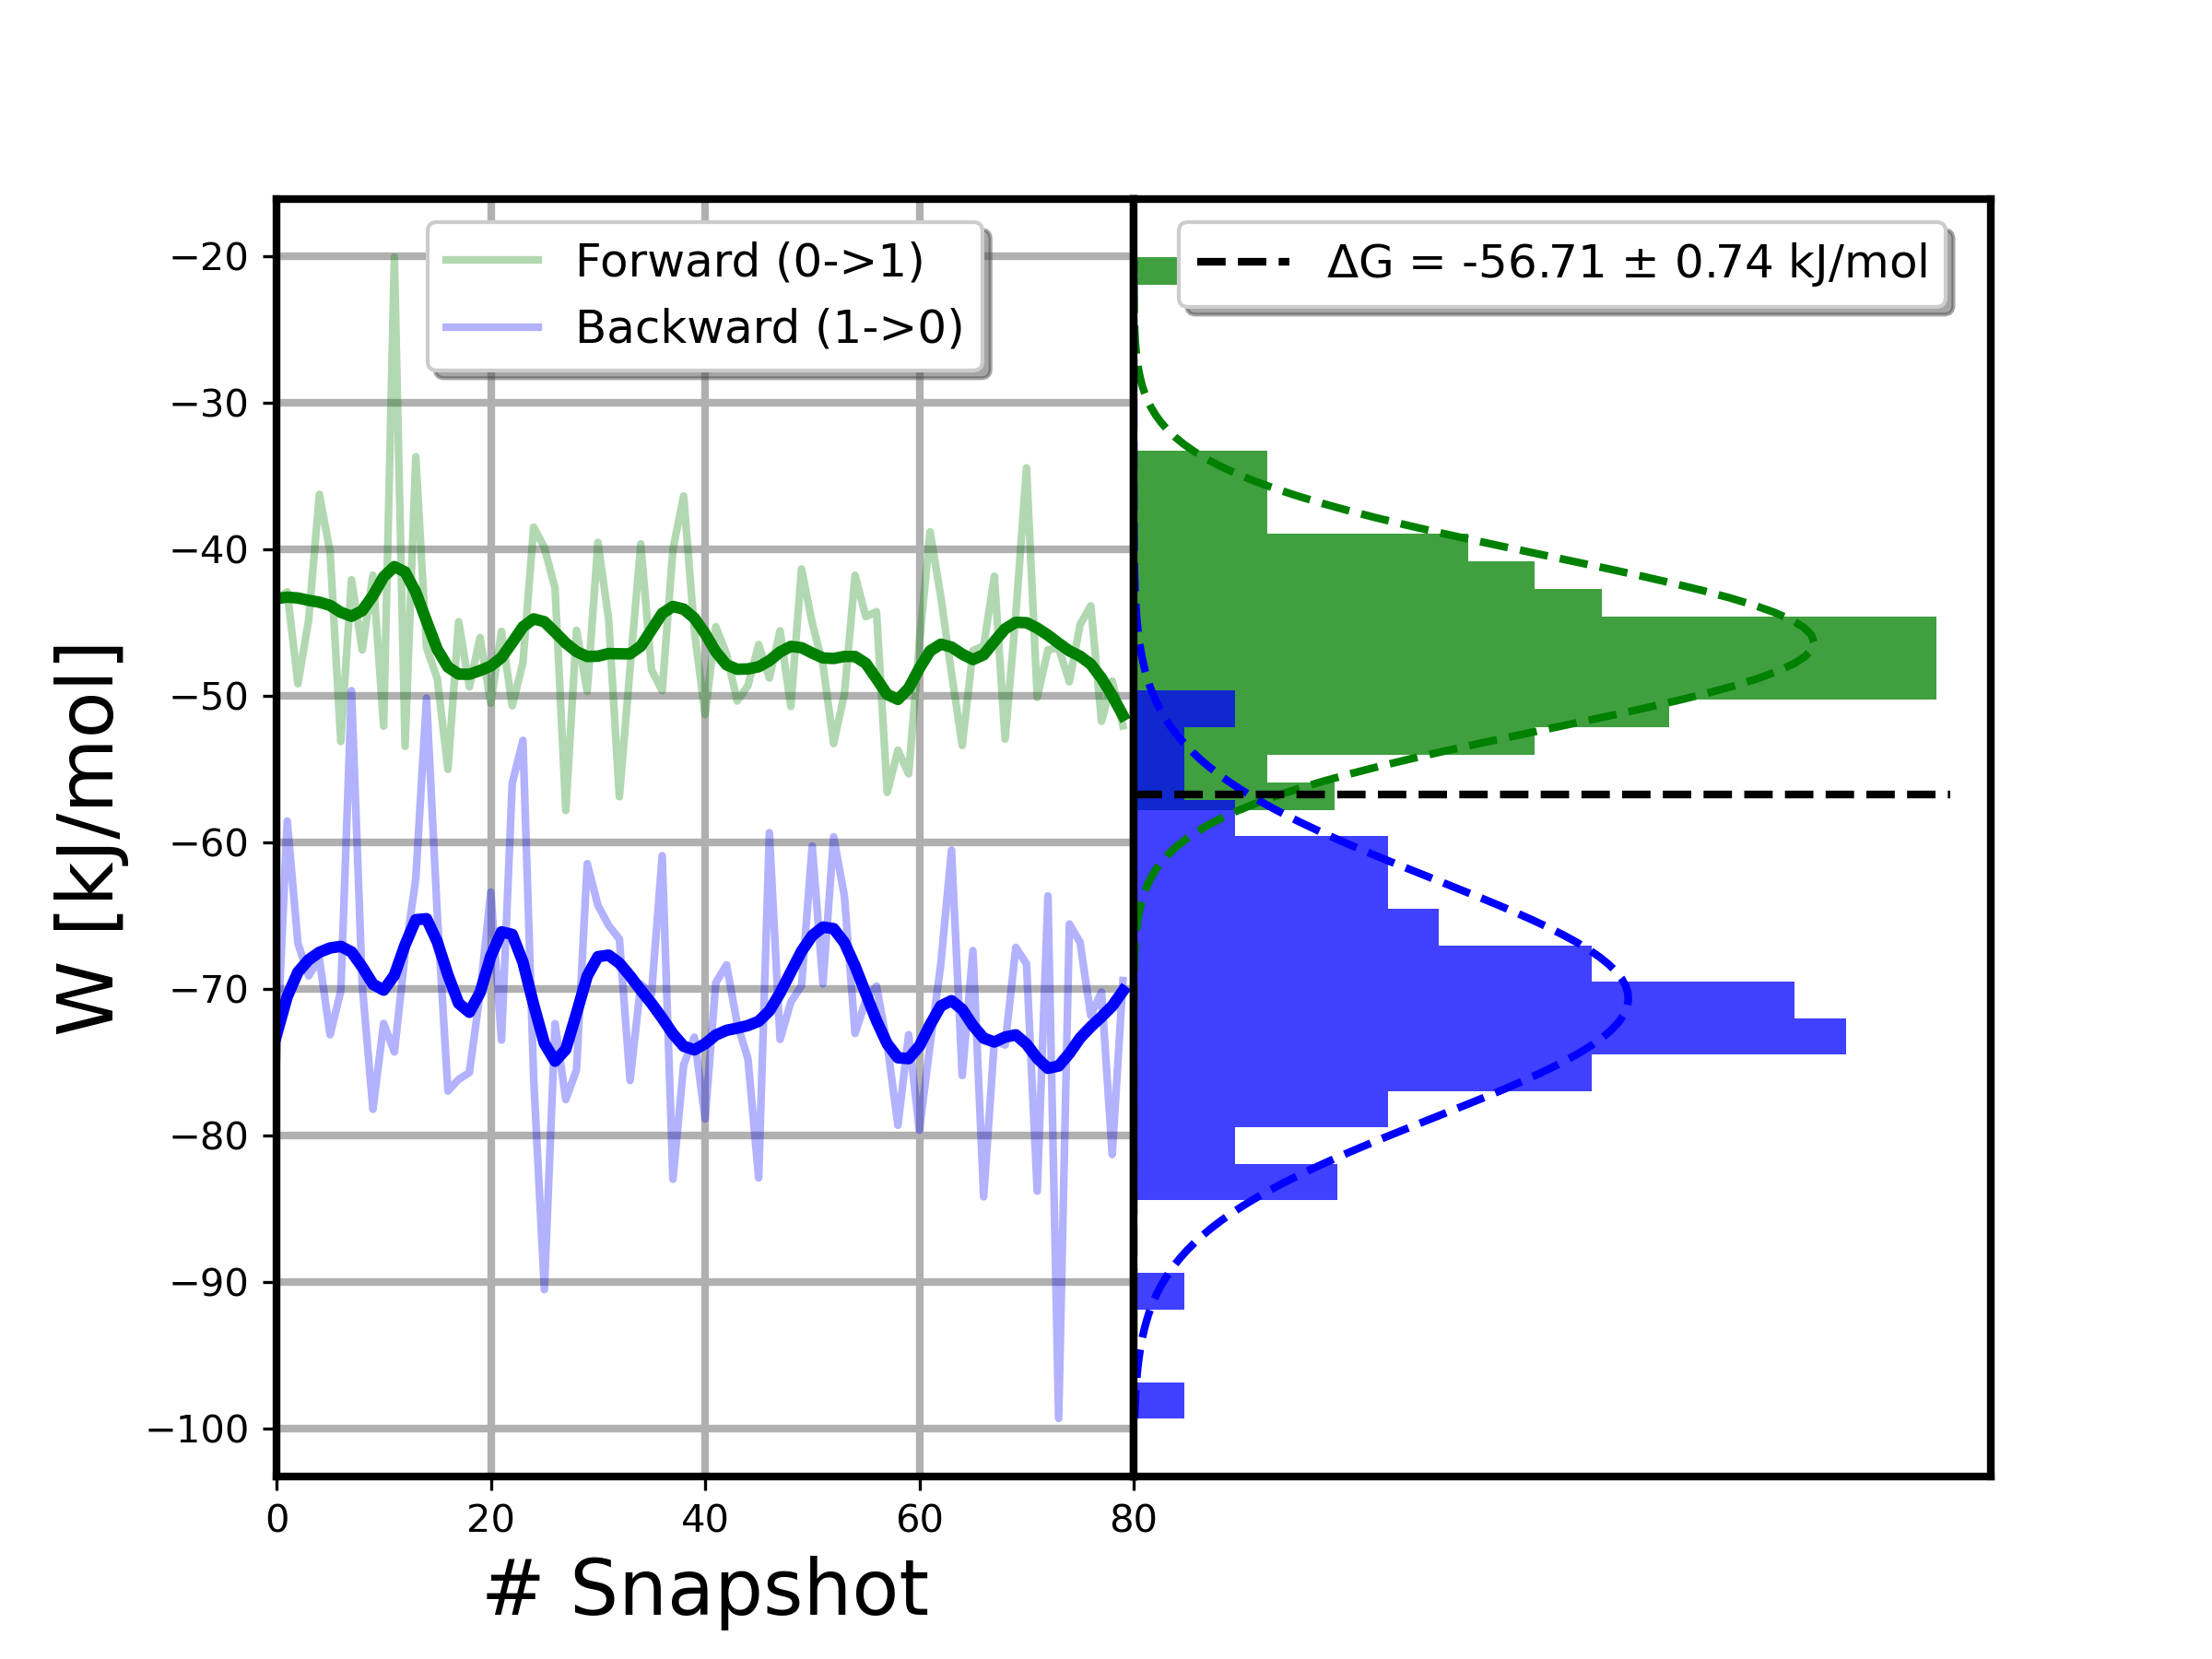 Forward (0->1)
Backward (1->0)
ΔG = -56.71 ± 0.74 kJ/mol
W [kJ/mol]
−20
−30
−40
−50
−60
−70
−80
−90
−100
0 20 40 60 80
# Snapshot